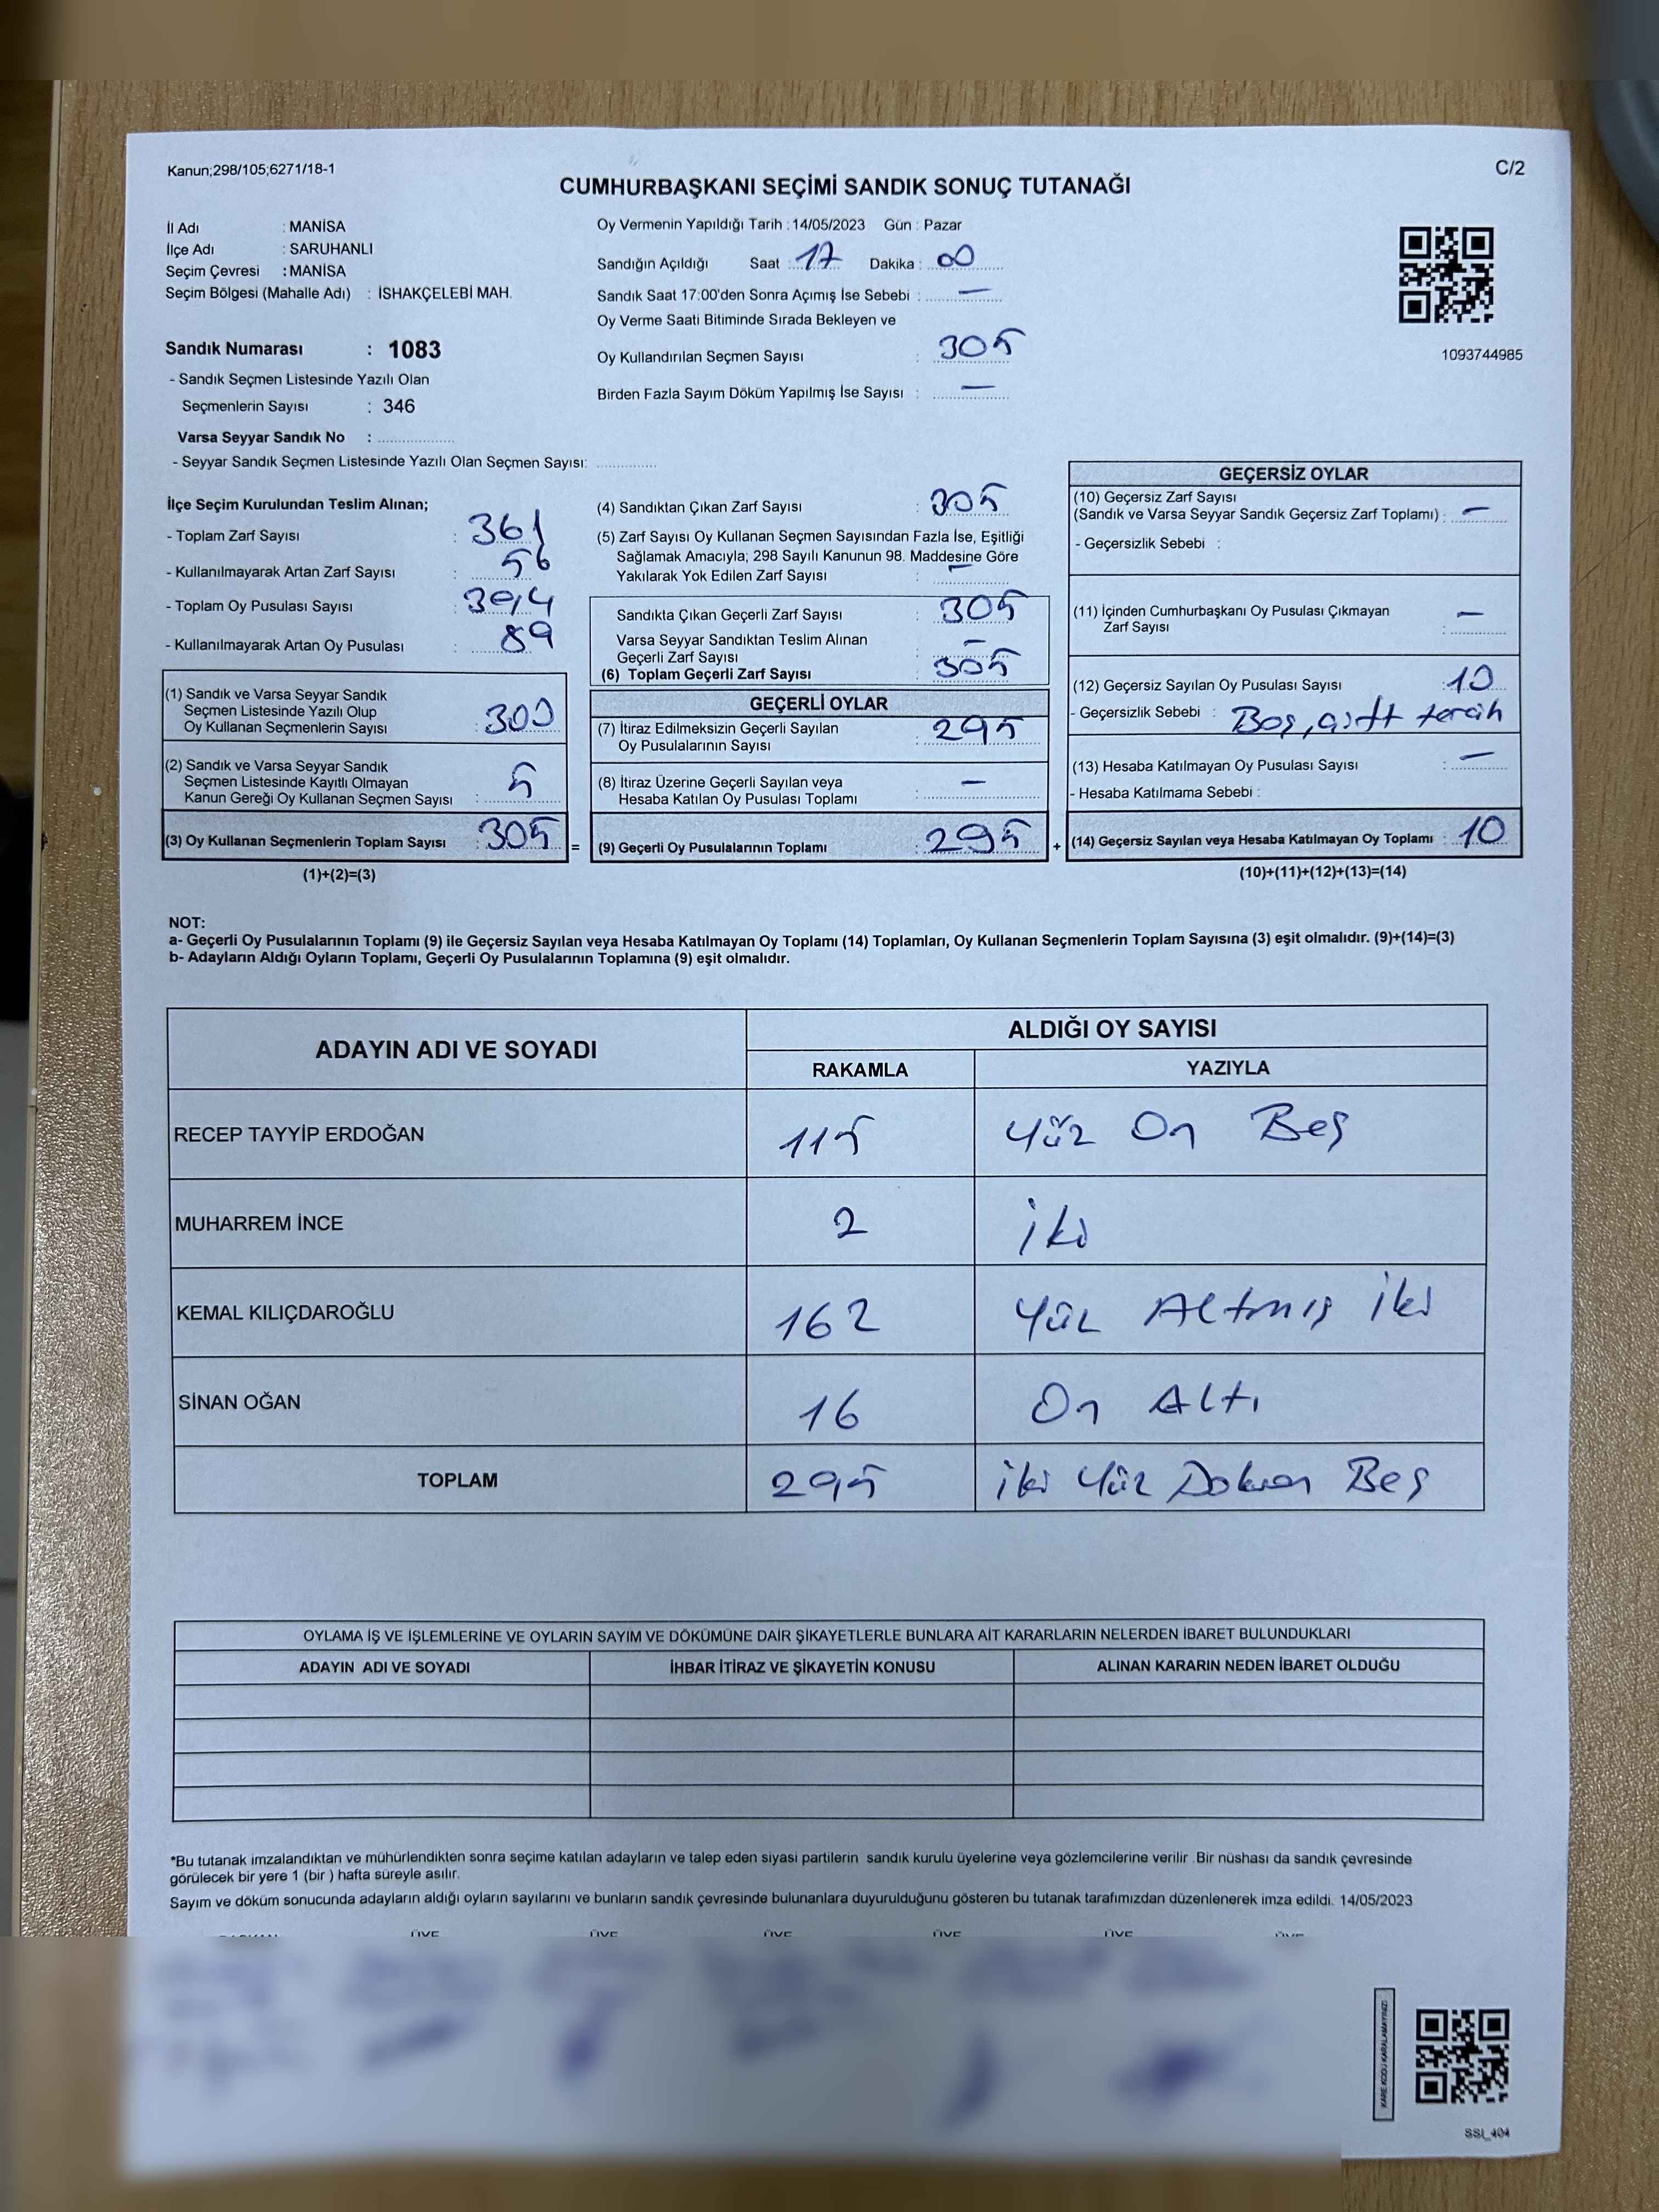 Kanun;298/105;6271/18-1
C/2
CUMHURBAŞKANI SEÇİMİ SANDIK SONUÇ TUTANAĞI
İl Adı : MANİSA
İlçe Adı : SARUHANLI
Seçim Çevresi : MANİSA
Seçim Bölgesi (Mahalle Adı) : İSHAKÇELEBİ MAH.
Oy Vermenin Yapıldığı Tarih : 14/05/2023 Gün : Pazar
Sandığın Açıldığı Saat : 17 Dakika : 00
Sandık Saat 17:00'den Sonra Açımış İse Sebebi : —
Oy Verme Saati Bitiminde Sırada Bekleyen ve
Oy Kullandırılan Seçmen Sayısı : 305
Birden Fazla Sayım Döküm Yapılmış İse Sayısı : —
1093744985
Sandık Numarası : 1083
- Sandık Seçmen Listesinde Yazılı Olan
Seçmenlerin Sayısı : 346
Varsa Seyyar Sandık No :
- Seyyar Sandık Seçmen Listesinde Yazılı Olan Seçmen Sayısı:
İlçe Seçim Kurulundan Teslim Alınan;
- Toplam Zarf Sayısı : 361
- Kullanılmayarak Artan Zarf Sayısı : 56
- Toplam Oy Pusulası Sayısı : 394
- Kullanılmayarak Artan Oy Pusulası : 89
(1) Sandık ve Varsa Seyyar Sandık
Seçmen Listesinde Yazılı Olup
Oy Kullanan Seçmenlerin Sayısı : 300
(2) Sandık ve Varsa Seyyar Sandık
Seçmen Listesinde Kayıtlı Olmayan
Kanun Gereği Oy Kullanan Seçmen Sayısı : 5
(3) Oy Kullanan Seçmenlerin Toplam Sayısı : 305 =
(1)+(2)=(3)
(4) Sandıktan Çıkan Zarf Sayısı : 305
(5) Zarf Sayısı Oy Kullanan Seçmen Sayısından Fazla İse, Eşitliği
Sağlamak Amacıyla; 298 Sayılı Kanunun 98. Maddesine Göre
Yakılarak Yok Edilen Zarf Sayısı : —
Sandıkta Çıkan Geçerli Zarf Sayısı : 305
Varsa Seyyar Sandıktan Teslim Alınan
Geçerli Zarf Sayısı : —
(6) Toplam Geçerli Zarf Sayısı : 305
GEÇERLİ OYLAR
(7) İtiraz Edilmeksizin Geçerli Sayılan
Oy Pusulalarının Sayısı : 295
(8) İtiraz Üzerine Geçerli Sayılan veya
Hesaba Katılan Oy Pusulası Toplamı : —
(9) Geçerli Oy Pusulalarının Toplamı : 295 +
GEÇERSİZ OYLAR
(10) Geçersiz Zarf Sayısı
(Sandık ve Varsa Seyyar Sandık Geçersiz Zarf Toplamı) : —
- Geçersizlik Sebebi :
(11) İçinden Cumhurbaşkanı Oy Pusulası Çıkmayan
Zarf Sayısı : —
(12) Geçersiz Sayılan Oy Pusulası Sayısı : 10
- Geçersizlik Sebebi : Boş, çift tercih
(13) Hesaba Katılmayan Oy Pusulası Sayısı : —
- Hesaba Katılmama Sebebi :
(14) Geçersiz Sayılan veya Hesaba Katılmayan Oy Toplamı : 10
(10)+(11)+(12)+(13)=(14)
NOT:
a- Geçerli Oy Pusulalarının Toplamı (9) ile Geçersiz Sayılan veya Hesaba Katılmayan Oy Toplamı (14) Toplamları, Oy Kullanan Seçmenlerin Toplam Sayısına (3) eşit olmalıdır. (9)+(14)=(3)
b- Adayların Aldığı Oyların Toplamı, Geçerli Oy Pusulalarının Toplamına (9) eşit olmalıdır.
ADAYIN ADI VE SOYADI
ALDIĞI OY SAYISI
RAKAMLA YAZIYLA
RECEP TAYYİP ERDOĞAN 115 Yüz On Beş
MUHARREM İNCE 2 iki
KEMAL KILIÇDAROĞLU 162 Yüz Altmış iki
SİNAN OĞAN 16 On Altı
TOPLAM 295 iki Yüz Doksan Beş
OYLAMA İŞ VE İŞLEMLERİNE VE OYLARIN SAYIM VE DÖKÜMÜNE DAİR ŞİKAYETLERLE BUNLARA AİT KARARLARIN NELERDEN İBARET BULUNDUKLARI
ADAYIN ADI VE SOYADI İHBAR İTİRAZ VE ŞİKAYETİN KONUSU ALINAN KARARIN NEDEN İBARET OLDUĞU
*Bu tutanak imzalandıktan ve mühürlendikten sonra seçime katılan adayların ve talep eden siyasi partilerin sandık kurulu üyelerine veya gözlemcilerine verilir .Bir nüshası da sandık çevresinde
görülecek bir yere 1 (bir ) hafta süreyle asılır.
Sayım ve döküm sonucunda adayların aldığı oyların sayılarını ve bunların sandık çevresinde bulunanlara duyurulduğunu gösteren bu tutanak tarafımızdan düzenlenerek imza edildi. 14/05/2023
ÜYE ÜYE ÜYE ÜYE ÜYE
KARE KODU KARALAMAYINIZ!
SSI_404